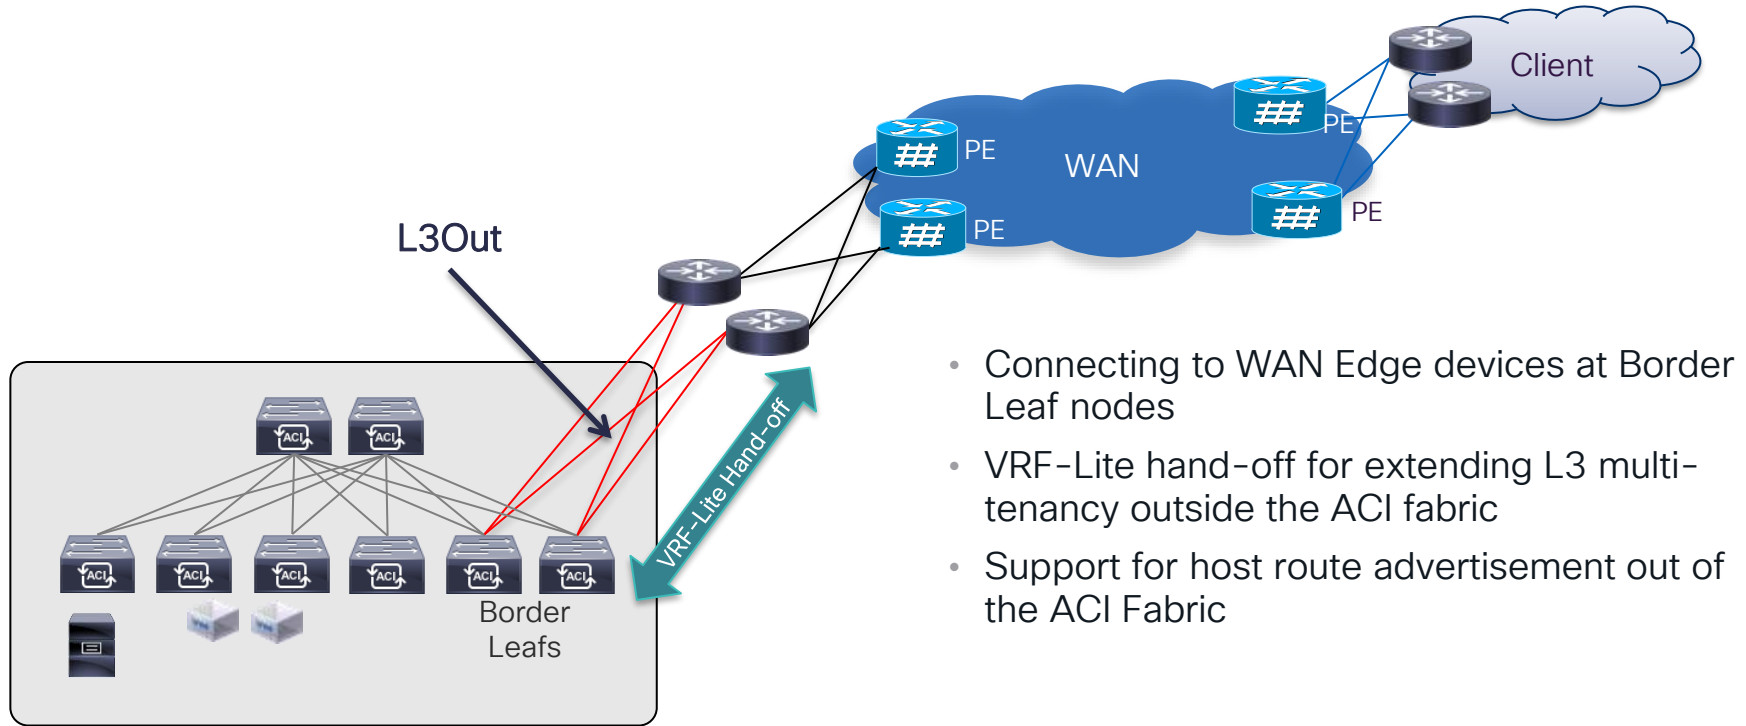 Client
PE
PE
WAN
PE
PE
L3Out
VRF-Lite Hand-off
ACI
ACI
ACI
ACI
ACI
ACI
ACI
ACI
VM
VM
Border
Leafs
• Connecting to WAN Edge devices at Border
Leaf nodes
• VRF-Lite hand-off for extending L3 multi-
tenancy outside the ACI fabric
• Support for host route advertisement out of
the ACI Fabric